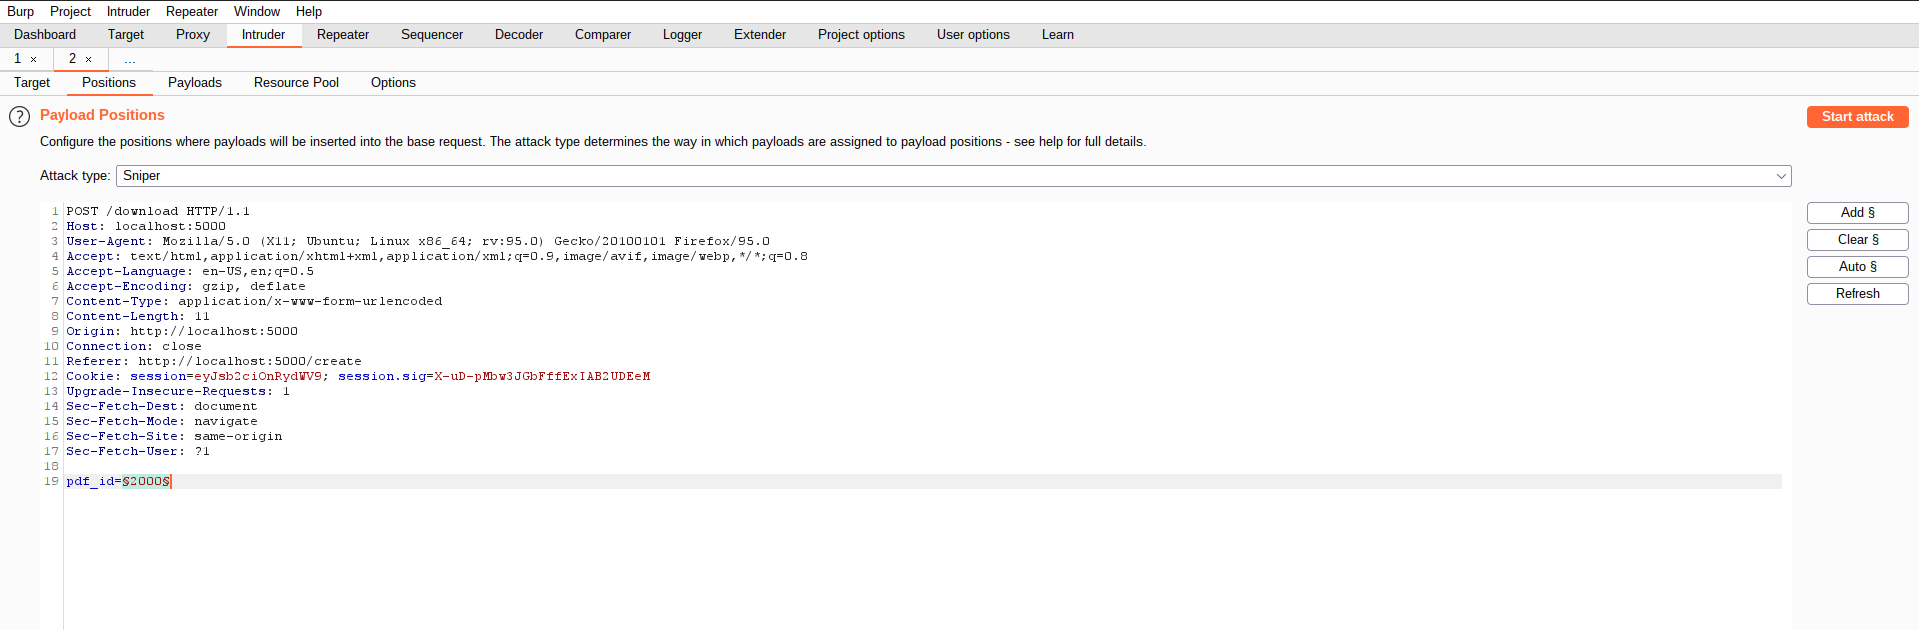 Burp Project Intruder Repeater Window Help
Dashboard Target Proxy Intruder Repeater Sequencer Decoder Comparer Logger Extender Project options User options Learn
1 × 2 × ...
Target Positions Payloads Resource Pool Options
? Payload Positions Start attack
Configure the positions where payloads will be inserted into the base request. The attack type determines the way in which payloads are assigned to payload positions - see help for full details.
Attack type: Sniper
1 POST /download HTTP/1.1 Add §
2 Host: localhost:5000
3 User-Agent: Mozilla/5.0 (X11; Ubuntu; Linux x86_64; rv:95.0) Gecko/20100101 Firefox/95.0 Clear §
4 Accept: text/html,application/xhtml+xml,application/xml;q=0.9,image/avif,image/webp,*/*;q=0.8
5 Accept-Language: en-US,en;q=0.5 Auto §
6 Accept-Encoding: gzip, deflate
7 Content-Type: application/x-www-form-urlencoded Refresh
8 Content-Length: 11
9 Origin: http://localhost:5000
10 Connection: close
11 Referer: http://localhost:5000/create
12 Cookie: session=eyJsb2ciOnRydWV9; session.sig=X-uD-pMbw3JGbFffExIAB2UDEeM
13 Upgrade-Insecure-Requests: 1
14 Sec-Fetch-Dest: document
15 Sec-Fetch-Mode: navigate
16 Sec-Fetch-Site: same-origin
17 Sec-Fetch-User: ?1
18
19 pdf_id=§2000§